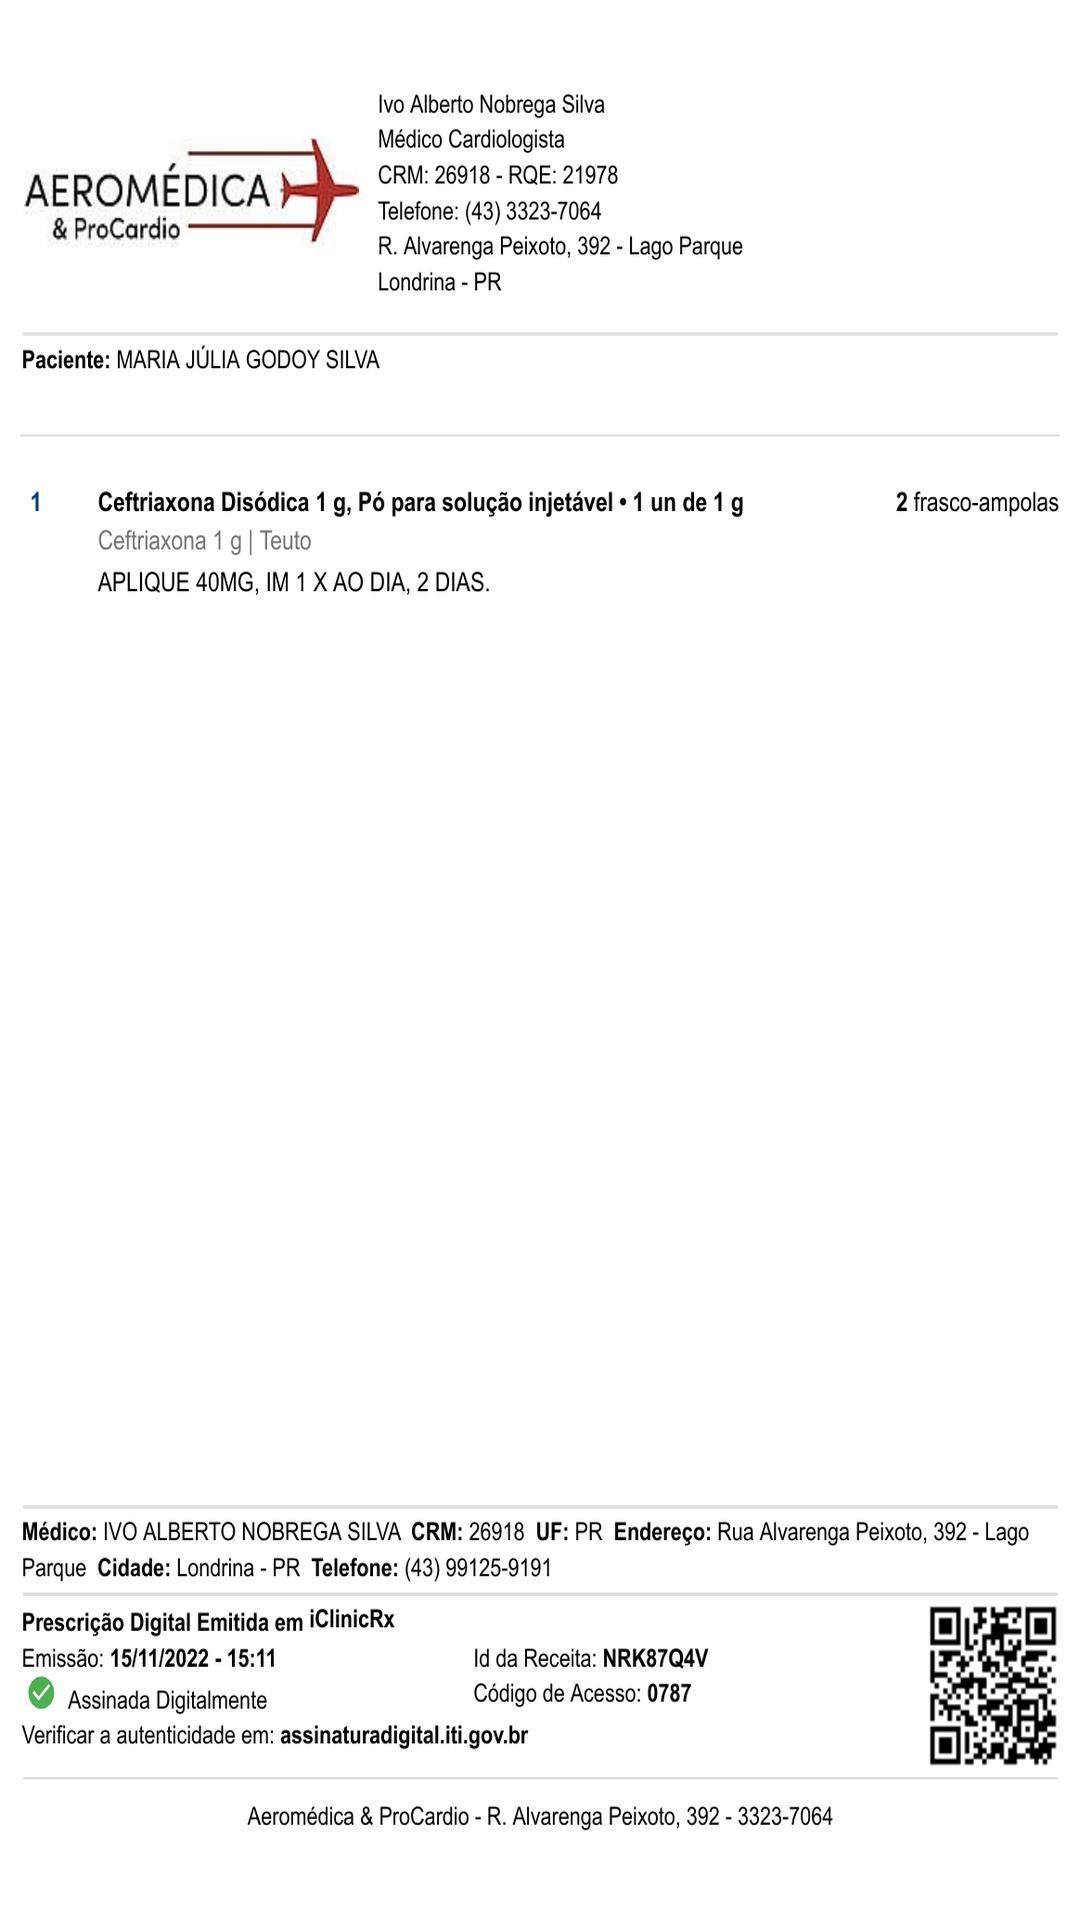 AEROMÉDICA
& ProCardio
Ivo Alberto Nobrega Silva
Médico Cardiologista
CRM: 26918 - RQE: 21978
Telefone: (43) 3323-7064
R. Alvarenga Peixoto, 392 - Lago Parque
Londrina - PR
Paciente: MARIA JÚLIA GODOY SILVA
1 Ceftriaxona Disódica 1 g, Pó para solução injetável • 1 un de 1 g 2 frasco-ampolas
Ceftriaxona 1 g | Teuto
APLIQUE 40MG, IM 1 X AO DIA, 2 DIAS.
Médico: IVO ALBERTO NOBREGA SILVA CRM: 26918 UF: PR Endereço: Rua Alvarenga Peixoto, 392 - Lago
Parque Cidade: Londrina - PR Telefone: (43) 99125-9191
Prescrição Digital Emitida em iClinicRx
Emissão: 15/11/2022 - 15:11 Id da Receita: NRK87Q4V
Assinada Digitalmente Código de Acesso: 0787
Verificar a autenticidade em: assinaturadigital.iti.gov.br
Aeromédica & ProCardio - R. Alvarenga Peixoto, 392 - 3323-7064